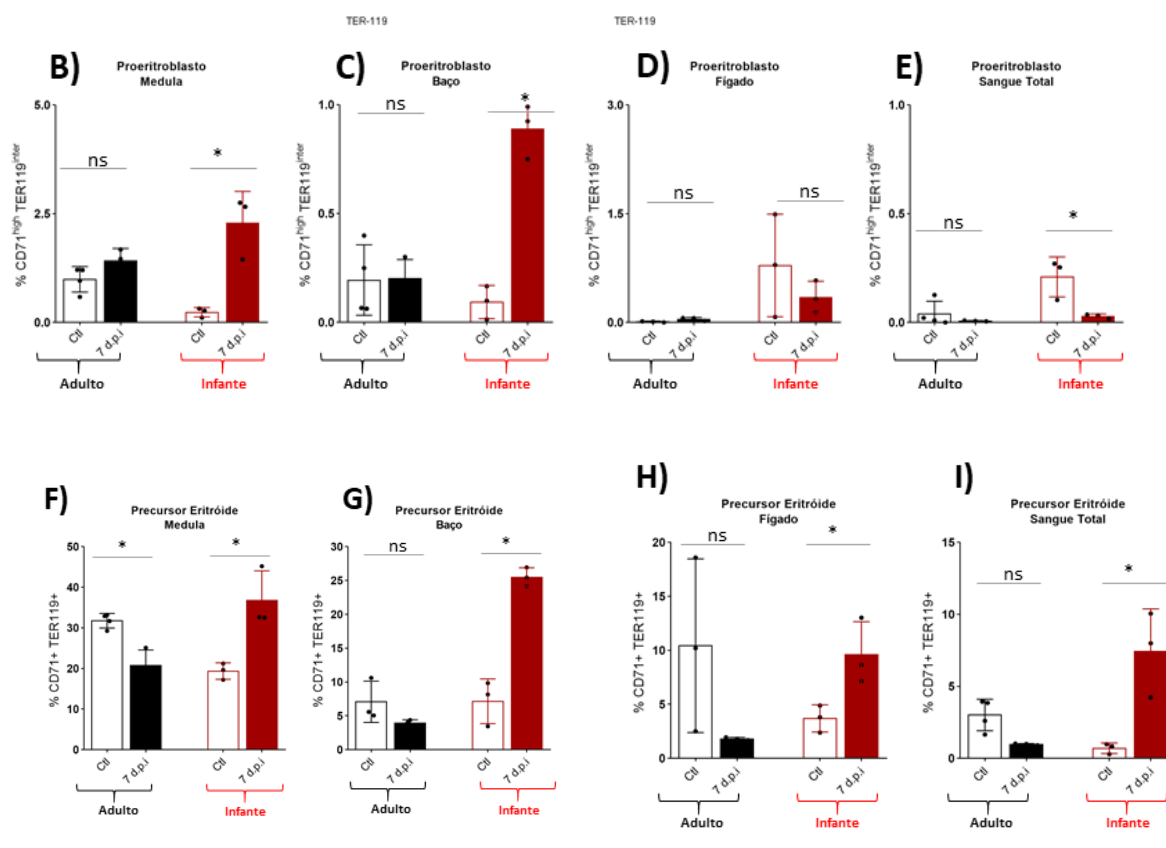 TER-119
TER-119
B)
Proeritroblasto
Medula
% CD71high TER119inter
5.0
2.5
0.0
ns
*
Ctl
7 d.p.i
Ctl
7 d.p.i
Adulto
Infante
C)
Proeritroblasto
Baço
% CD71high TER119inter
1.0
0.5
0.0
ns
*
Ctl
7 d.p.i
Ctl
7 d.p.i
Adulto
Infante
D)
Proeritroblasto
Fígado
% CD71high TER119inter
3.0
1.5
0.0
ns
ns
Ctl
7 d.p.i
Ctl
7 d.p.i
Adulto
Infante
E)
Proeritroblasto
Sangue Total
% CD71high TER119inter
1.0
0.5
0.0
ns
*
Ctl
7 d.p.i
Ctl
7 d.p.i
Adulto
Infante
F)
Precursor Eritróide
Medula
% CD71+ TER119+
50
40
30
20
10
0
*
*
Ctl
7 d.p.i
Ctl
7 d.p.i
Adulto
Infante
G)
Precursor Eritróide
Baço
% CD71+ TER119+
30
25
20
15
10
5
0
ns
*
Ctl
7 d.p.i
Ctl
7 d.p.i
Adulto
Infante
H)
Precursor Eritróide
Fígado
% CD71+ TER119+
20
15
10
5
0
ns
*
Ctl
7 d.p.i
Ctl
7 d.p.i
Adulto
Infante
I)
Precursor Eritróide
Sangue Total
% CD71+ TER119+
15
10
5
0
ns
*
Ctl
7 d.p.i
Ctl
7 d.p.i
Adulto
Infante